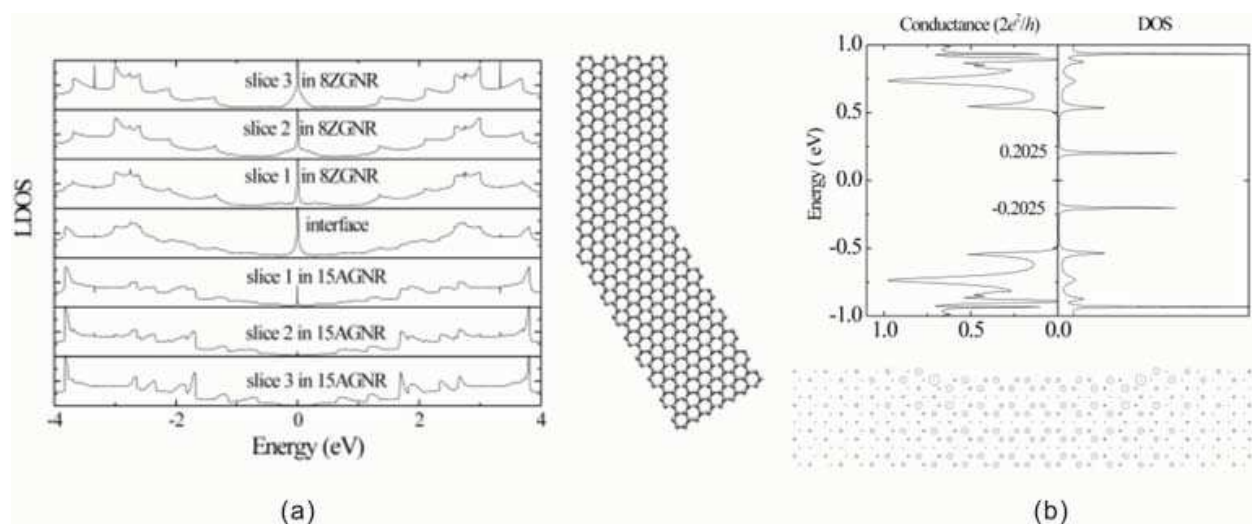 slice 3 in 8ZGNR
slice 2 in 8ZGNR
slice 1 in 8ZGNR
interface
slice 1 in 15AGNR
slice 2 in 15AGNR
slice 3 in 15AGNR
LDOS
-4 -2 0 2 4
Energy (eV)
(a)
Conductance (2e²/h) DOS
1.0
0.5
0.0
-0.5
-1.0
Energy ( eV)
0.2025
-0.2025
1.0 0.5 0.0
(b)